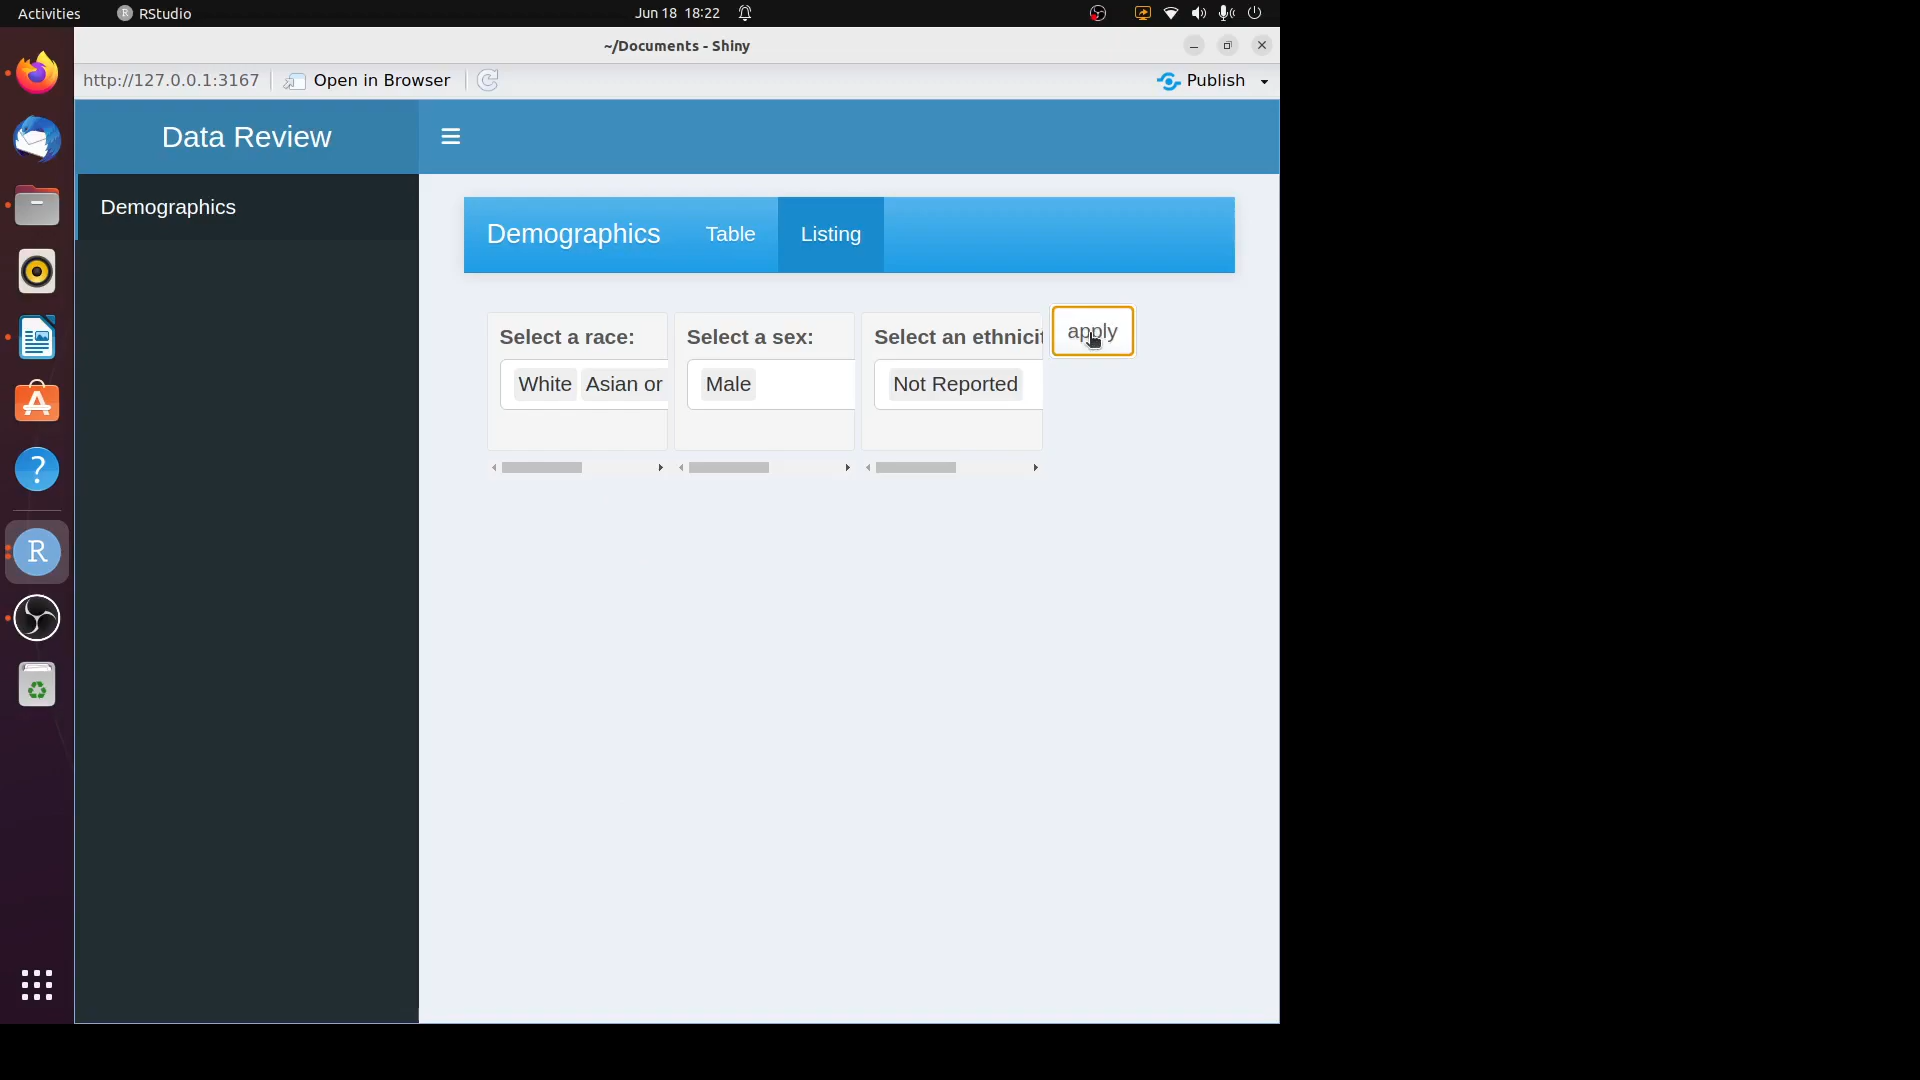 Activities RStudio Jun 18 18:22
~/Documents - Shiny
http://127.0.0.1:3167 Open in Browser Publish
Data Review
Demographics
Demographics Table Listing
Select a race: Select a sex: Select an ethnicit apply
White Asian or Male Not Reported